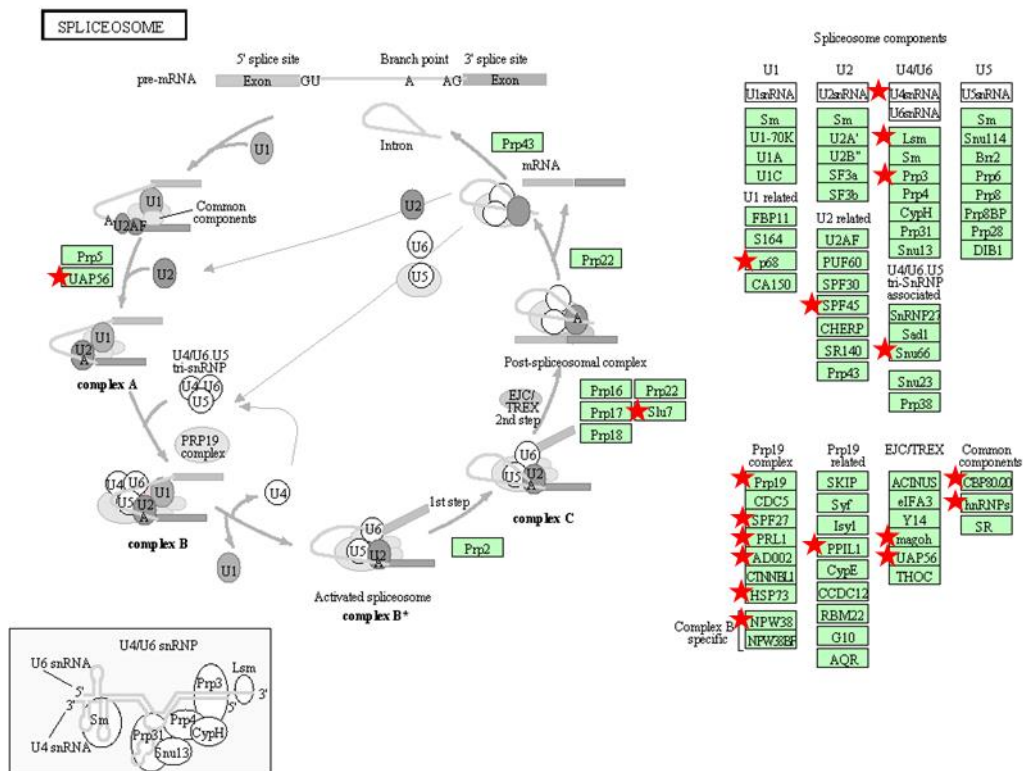 SPLICEOSOME
5' splice site
Branch point
3' splice site
pre-mRNA
Exon
GU
A
AG
Exon
U1
Intron
Prp43
mRNA
U1
A
U2AF
Common
components
U2
U6
U5
Prp5
UAP56
U2
Prp22
U1
U2
A
complex A
U4/U6.U5
tri-snRNP
U4
U6
U5
A
Post-spliceosomal complex
PRP19
complex
EJC/
TREX
2nd step
Prp16
Prp22
Prp17
Slu7
Prp18
U4
U6
U1
U5
U2
A
complex B
U4
U1
1st step
U6
U5
U2
A
complex C
U6
U5
U2
A
Prp2
Activated spliceosome
complex B*
U4/U6 snRNP
U6 snRNA
5'
3'
U4 snRNA
Sm
Prp3
Lsm
3'
5'
Prp4
CypH
Prp31
Snu13
Spliceosome components
U1
U1snRNA
Sm
U1-70K
U1A
U1C
U1 related
FBP11
S164
p68
CA150
U2
U2snRNA
Sm
U2A'
U2B"
SF3a
SF3b
U2 related
U2AF
PUF60
SPF30
SPF45
CHERP
SR140
Prp43
U4/U6
U4snRNA
U6snRNA
Lsm
Sm
Prp3
Prp4
CypH
Prp31
Snu13
U4/U6.U5
tri-SnRNP
associated
SnRNP27
Sad1
Snu66
Snu23
Prp38
U5
U5snRNA
Sm
Snu114
Brr2
Prp6
Prp8
Prp8BP
Prp28
DIB1
Prp19
complex
Prp19
CDC5
SPF27
PRL1
AD002
CTNNBL1
HSP73
Complex B
specific
NPW38
NPW38BP
Prp19
related
SKIP
Syf
Isy1
PPIL1
CypE
CCDC12
RBM22
G10
AQR
EJC/TREX
ACINUS
eIFA3
Y14
magoh
UAP56
THOC
Common
components
CBP80/20
hnRNPs
SR